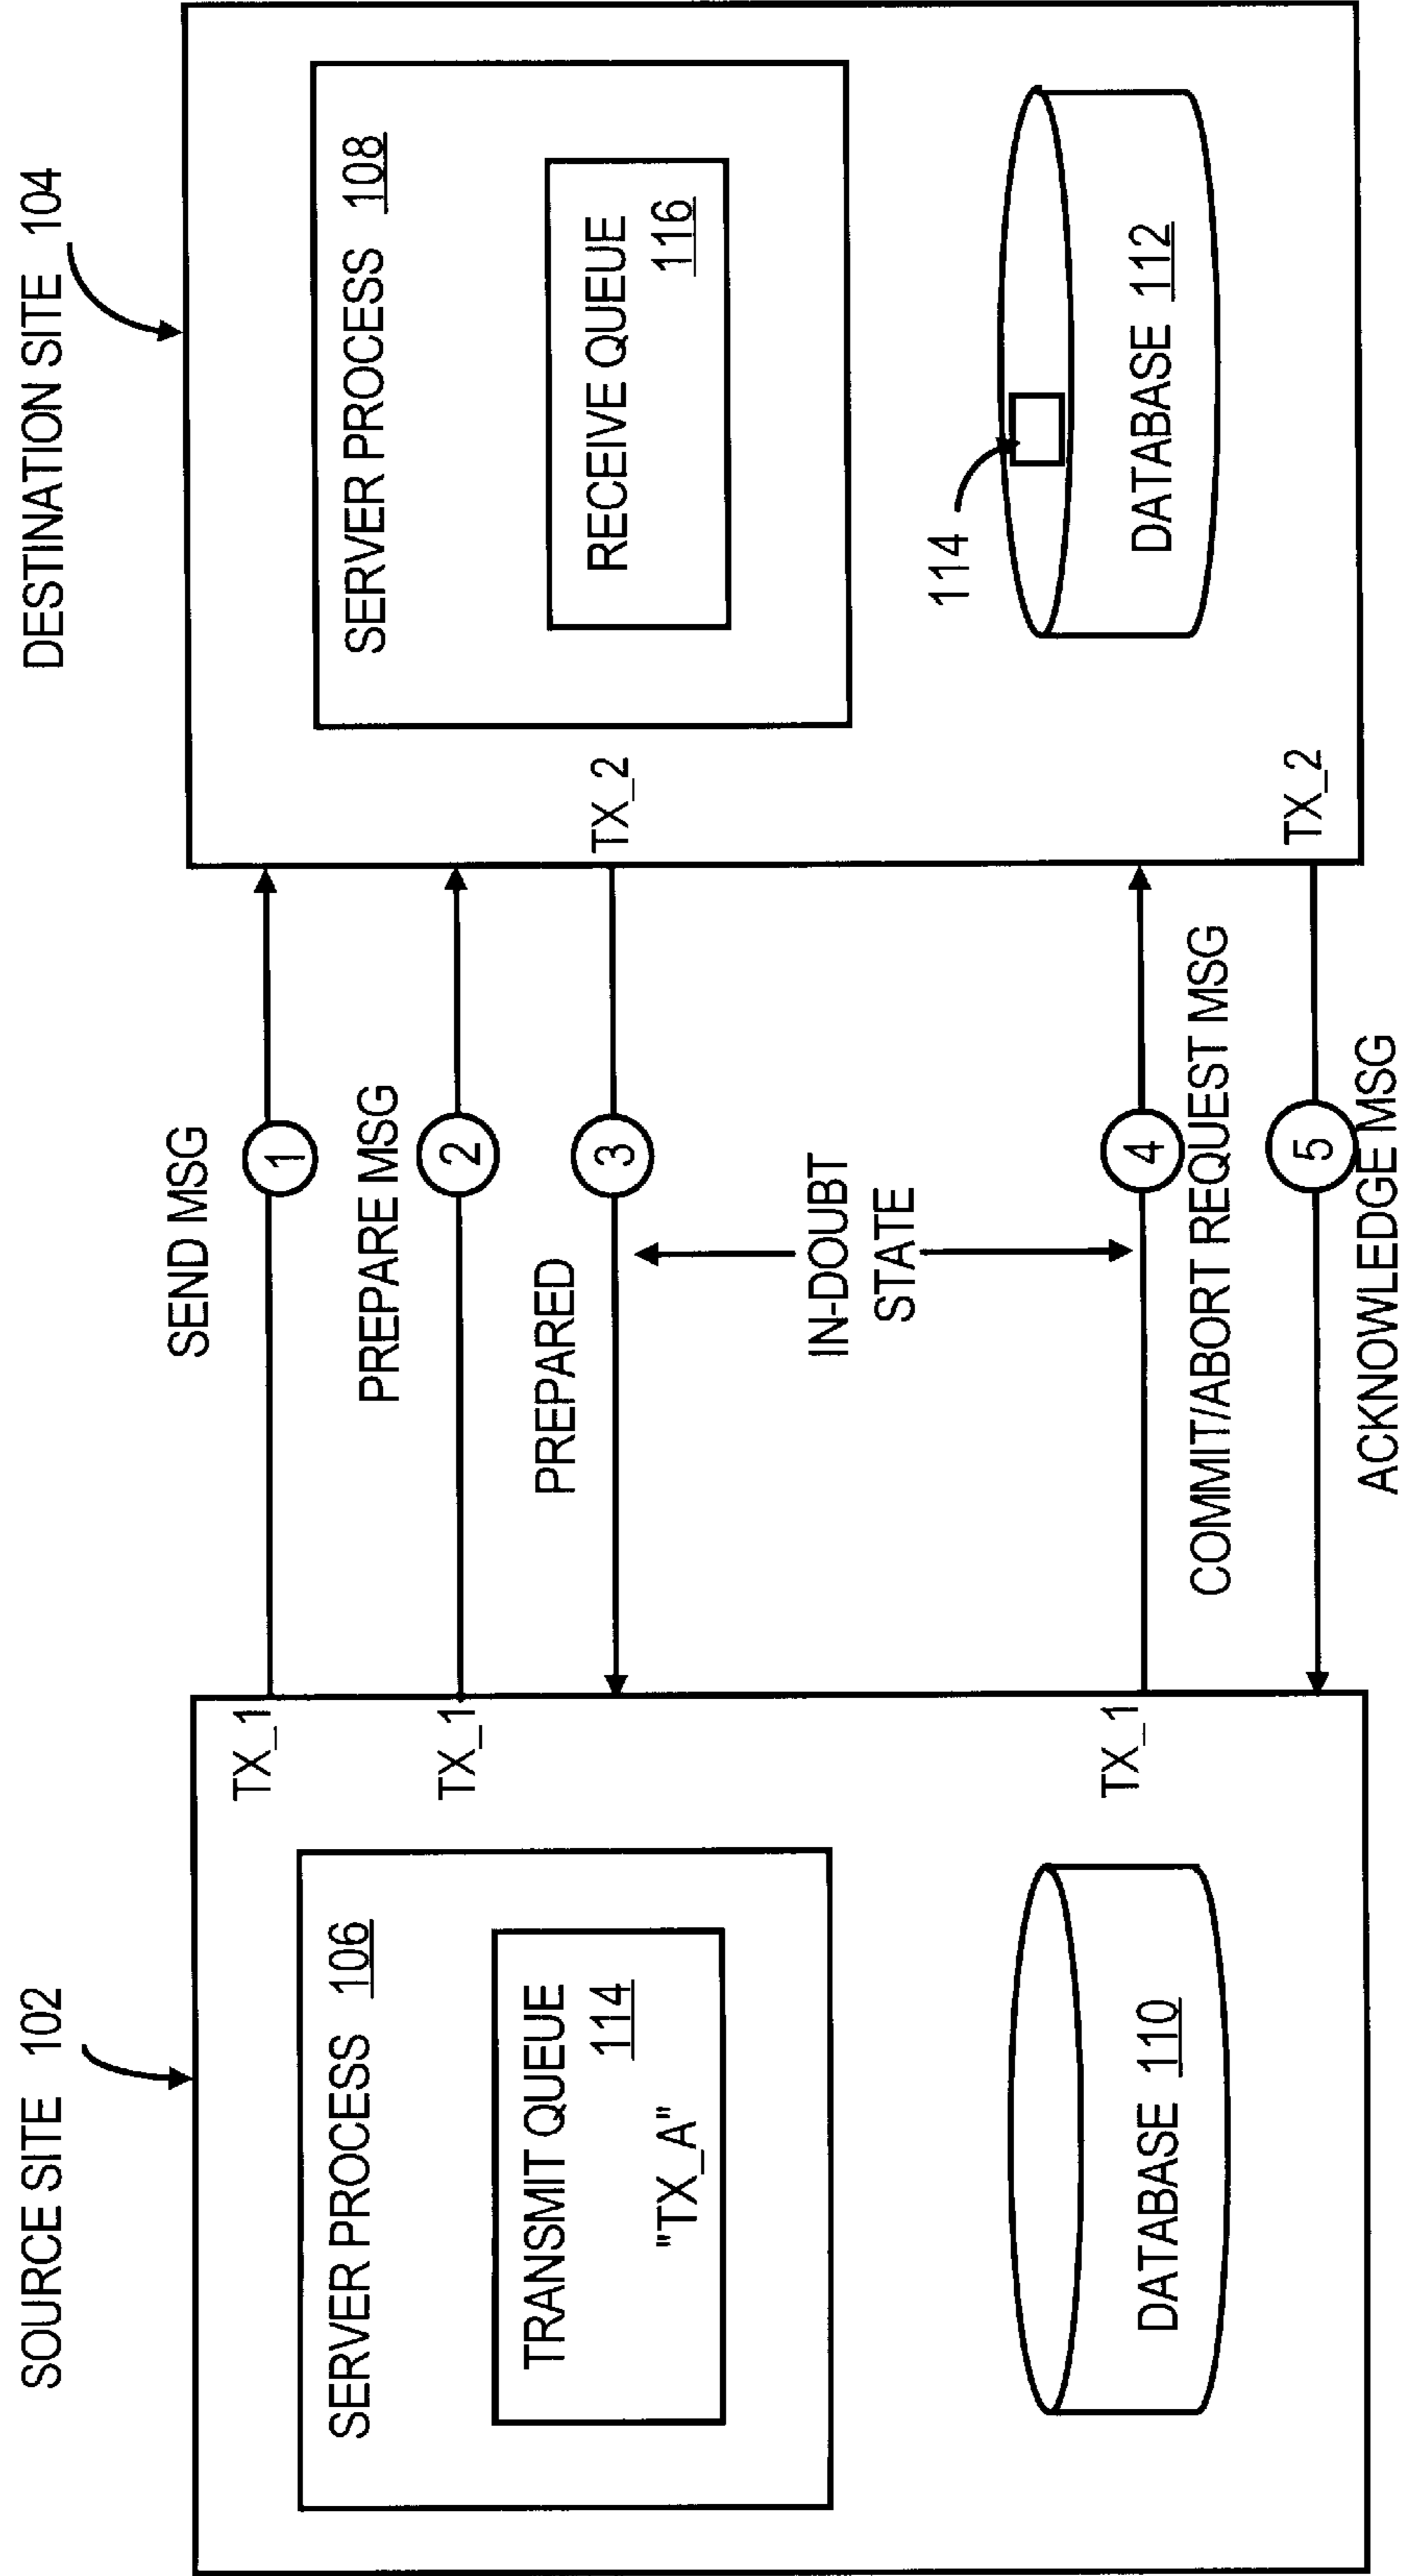 SOURCE SITE 102
SERVER PROCESS 106
TRANSMIT QUEUE
114
"TX_A"
DATABASE 110
TX_1
TX_1
TX_1
SEND MSG
1
PREPARE MSG
2
PREPARED
3
IN-DOUBT
STATE
4
COMMIT/ABORT REQUEST MSG
5
ACKNOWLEDGE MSG
DESTINATION SITE 104
SERVER PROCESS 108
RECEIVE QUEUE
116
TX_2
114
DATABASE 112
TX_2